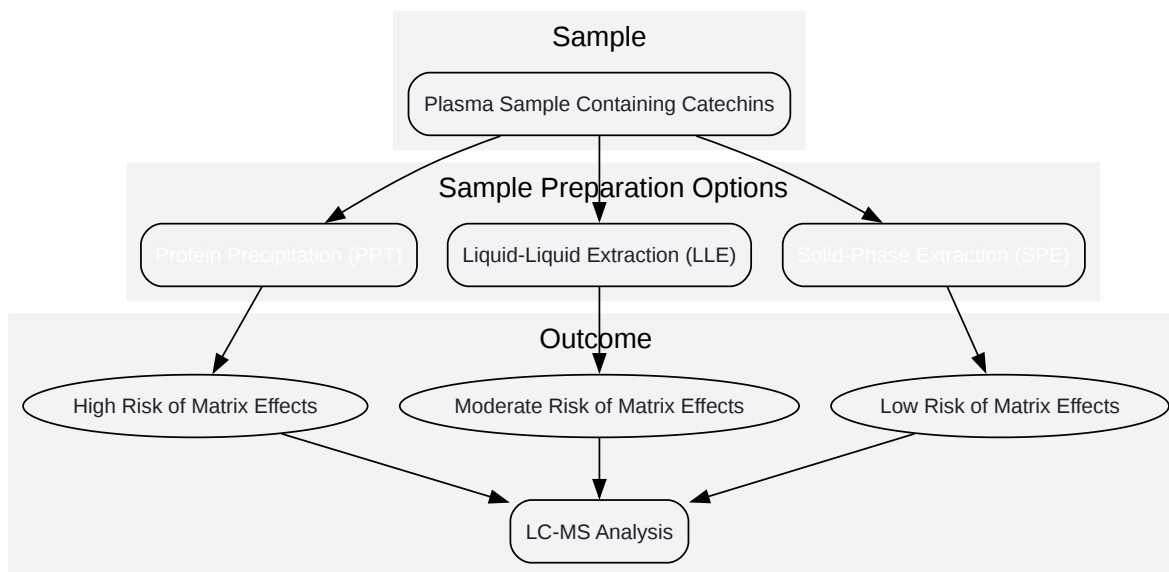 Sample
Plasma Sample Containing Catechins
Sample Preparation Options
Protein Precipitation (PPT)
Liquid-Liquid Extraction (LLE)
Solid-Phase Extraction (SPE)
Outcome
High Risk of Matrix Effects
Moderate Risk of Matrix Effects
Low Risk of Matrix Effects
LC-MS Analysis